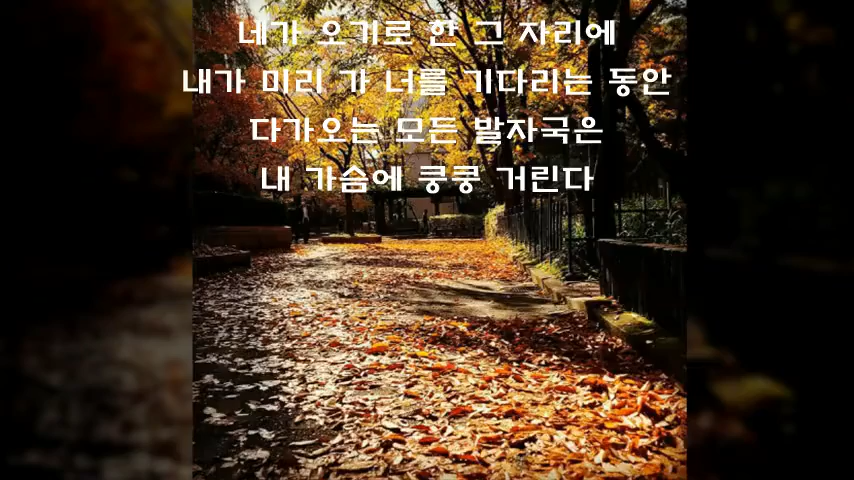 네가 오기로 한 그 자리에
내가 미리 가 너를 기다리는 동안
다가오는 모든 발자국은
내 가슴에 쿵쿵 거린다